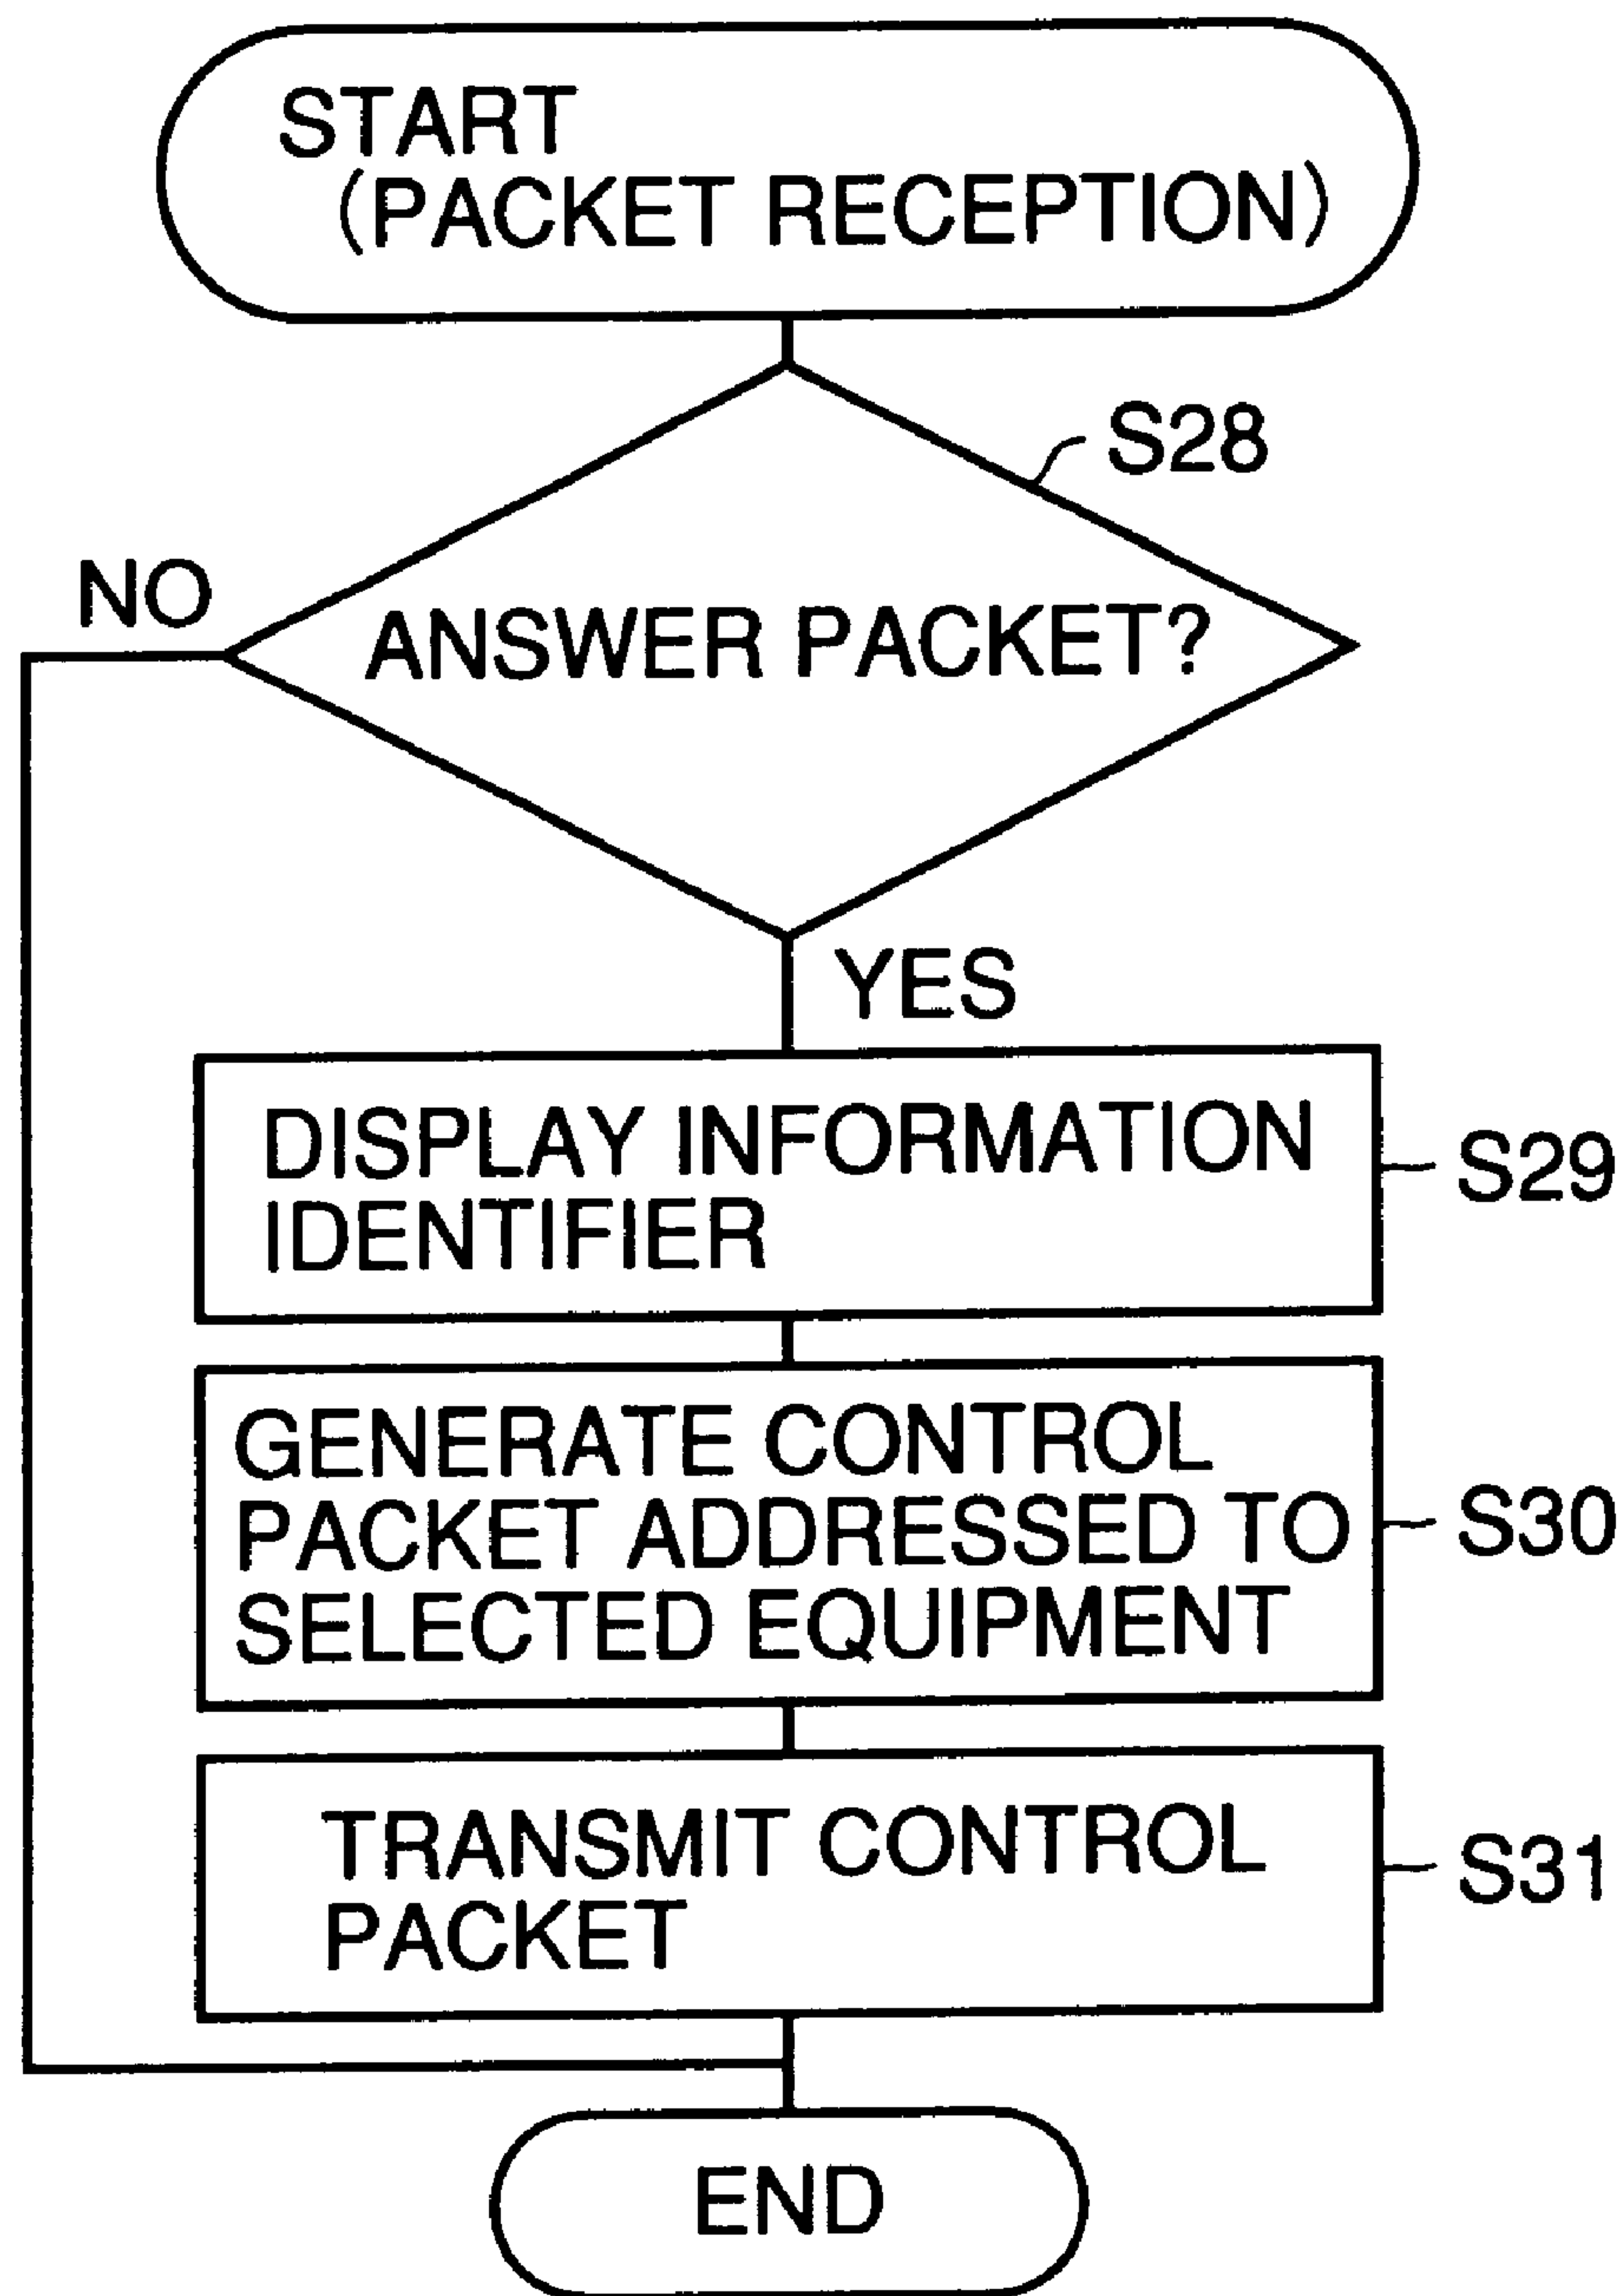 START
(PACKET RECEPTION)
S28
NO
ANSWER PACKET?
YES
DISPLAY INFORMATION
IDENTIFIER
S29
GENERATE CONTROL
PACKET ADDRESSED TO
SELECTED EQUIPMENT
S30
TRANSMIT CONTROL
PACKET
S31
END